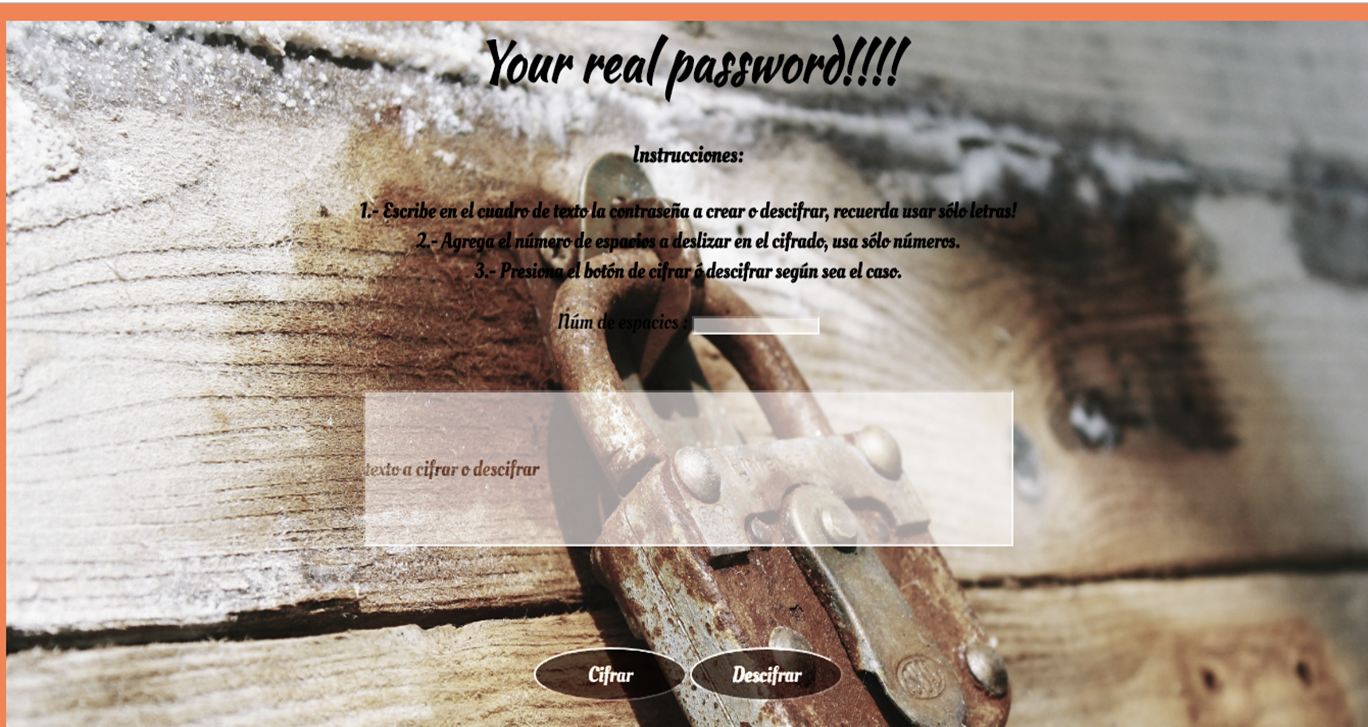 Your real password!!!!
Instrucciones:
1.- Escribe en el cuadro de texto la contraseña a crear o descifrar, recuerda usar sólo letras!
2.- Agrega el número de espacios a deslizar en el cifrado, usa sólo números.
3.- Presiona el botón de cifrar ó descifrar según sea el caso.
Núm de espacios :
texto a cifrar o descifrar
Cifrar Descifrar